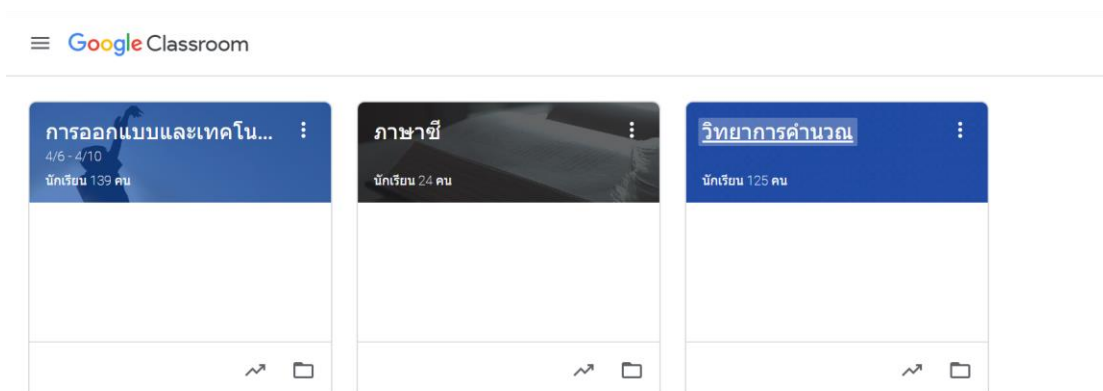 Google Classroom
การออกแบบและเทคโน...
4/6 - 4/10
นักเรียน 139 คน
ภาษาซี
นักเรียน 24 คน
วิทยาการคำนวณ
นักเรียน 125 คน